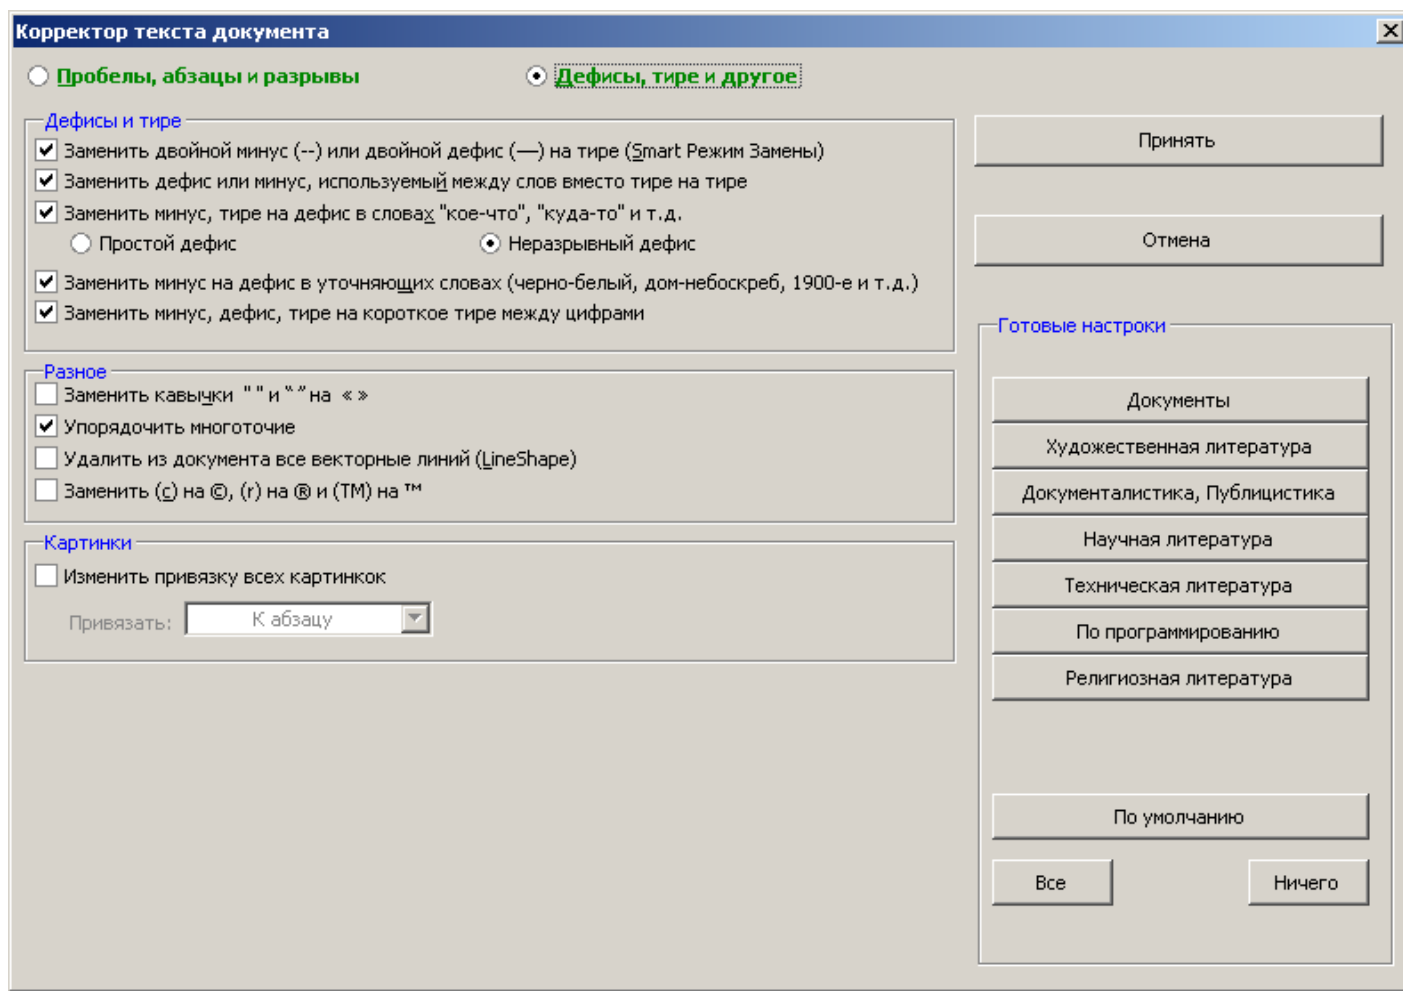 Корректор текста документа
Пробелы, абзацы и разрывы
Дефисы, тире и другое
Дефисы и тире
Заменить двойной минус (--) или двойной дефис (—) на тире (Smart Режим Замены)
Заменить дефис или минус, используемый между слов вместо тире на тире
Заменить минус, тире на дефис в словах "кое-что", "куда-то" и т.д.
Простой дефис
Неразрывный дефис
Заменить минус на дефис в уточняющих словах (черно-белый, дом-небоскреб, 1900-е и т.д.)
Заменить минус, дефис, тире на короткое тире между цифрами
Разное
Заменить кавычки " " и “ ” на « »
Упорядочить многоточие
Удалить из документа все векторные линий (LineShape)
Заменить (c) на ©, (r) на ® и (TM) на ™
Картинки
Изменить привязку всех картинкок
Привязать:
К абзацу
Принять
Отмена
Готовые настроки
Документы
Художественная литература
Документалистика, Публицистика
Научная литература
Техническая литература
По программированию
Религиозная литература
По умолчанию
Все
Ничего